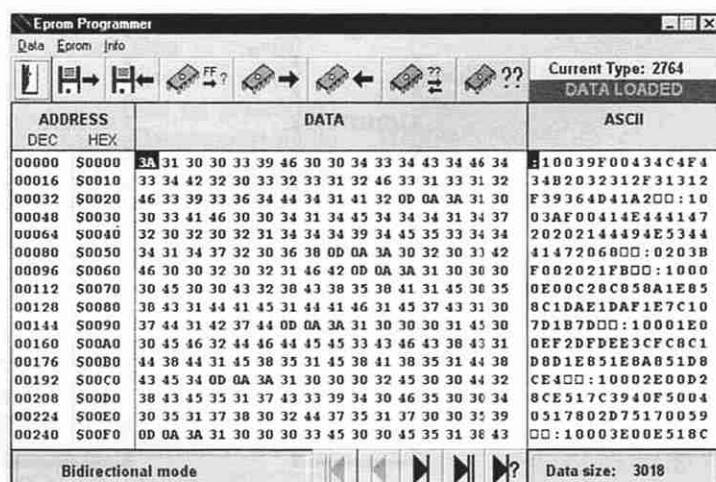 Eprom Programmer
Data Eprom Info
FF ? ?? ??
Current Type: 2764
DATA LOADED
ADDRESS DATA ASCII
DEC HEX
00000 $0000 3A 31 30 30 33 39 46 30 30 34 33 34 43 34 46 34 :10039F00434C4F4
00016 $0010 33 34 42 32 30 33 32 33 31 32 46 33 31 33 31 32 34B2032312F31312
00032 $0020 46 33 39 33 36 34 44 34 31 41 32 0D 0A 3A 31 30 F39364D41A2□□:10
00048 $0030 30 33 41 46 30 30 34 31 34 45 34 34 34 31 34 37 03AF00414E444147
00064 $0040 32 30 32 30 32 31 34 34 34 39 34 45 35 33 34 34 20202144494E5344
00080 $0050 34 31 34 37 32 30 36 38 0D 0A 3A 30 32 30 33 42 41472068□□:0203B
00096 $0060 46 30 30 32 30 32 31 46 42 0D 0A 3A 31 30 30 30 F002021FB□□:1000
00112 $0070 30 45 30 30 43 32 38 43 38 35 38 41 31 45 38 35 0E00C28C858A1E85
00128 $0080 38 43 31 44 41 45 31 44 41 46 31 45 37 43 31 30 8C1DAE1DAF1E7C10
00144 $0090 37 44 31 42 37 44 0D 0A 3A 31 30 30 30 31 45 30 7D1B7D□□:10001E0
00160 $00A0 30 45 46 32 44 46 44 45 45 33 43 46 43 38 43 31 0EF2DFDEE3CFC8C1
00176 $00B0 44 38 44 31 45 38 35 31 45 38 41 38 35 31 44 38 D8D1E851E8A851D8
00192 $00C0 43 45 34 0D 0A 3A 31 30 30 30 32 45 30 30 44 32 CE4□□:10002E00D2
00208 $00D0 38 43 45 35 31 37 43 33 39 34 30 46 35 30 30 34 8CE517C3940F5004
00224 $00E0 30 35 31 37 38 30 32 44 37 35 31 37 30 30 35 39 0517802D75170059
00240 $00F0 0D 0A 3A 31 30 30 30 33 45 30 30 45 35 31 38 43 □□:10003E00E518C
Bidirectional mode ? Data size: 3018